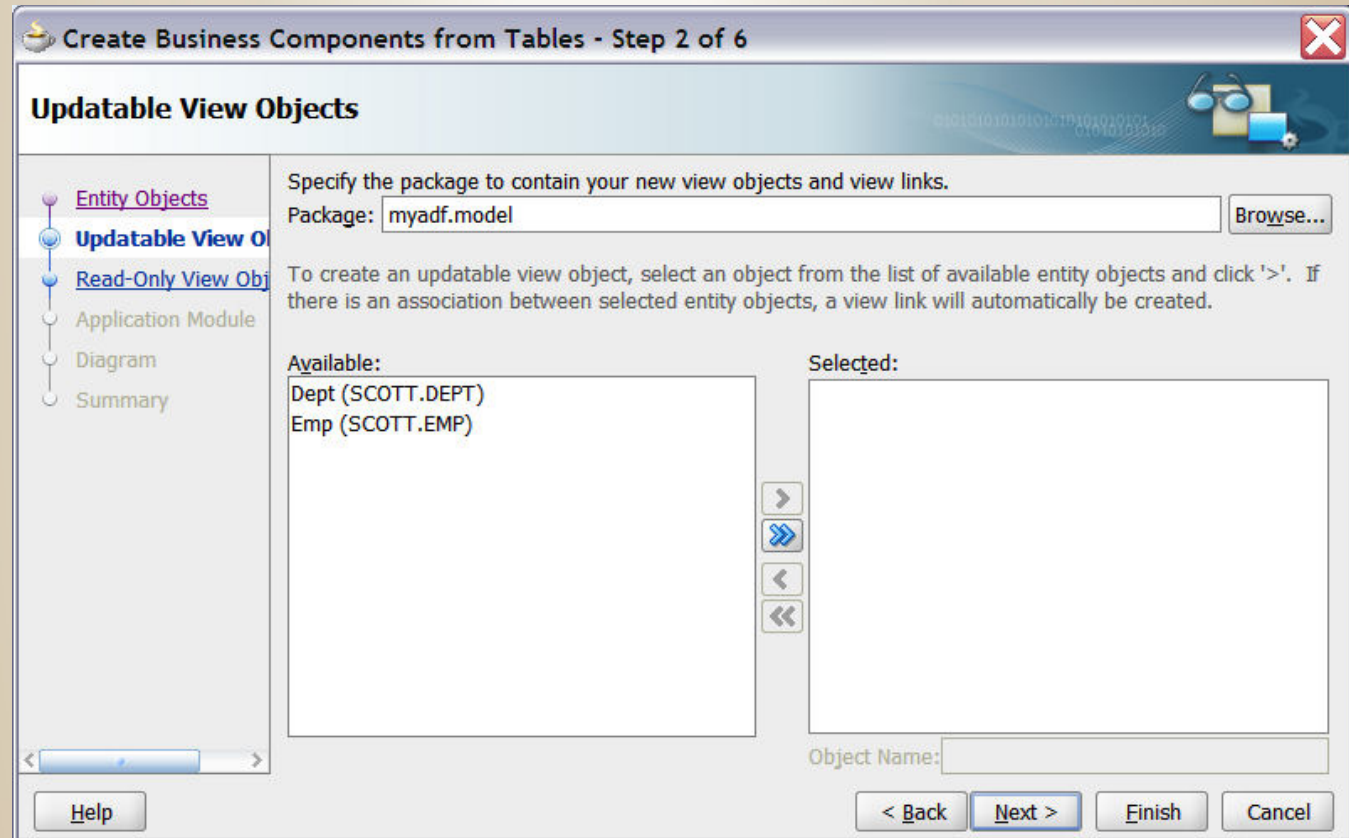 Create Business Components from Tables - Step 2 of 6
Updatable View Objects
Entity Objects
Updatable View O
Read-Only View Obj
Application Module
Diagram
Summary
Specify the package to contain your new view objects and view links.
Package: myadf.model
Browse...
To create an updatable view object, select an object from the list of available entity objects and click '>'. If
there is an association between selected entity objects, a view link will automatically be created.
Available:
Dept (SCOTT.DEPT)
Emp (SCOTT.EMP)
Selected:
Object Name:
Help
< Back
Next >
Finish
Cancel